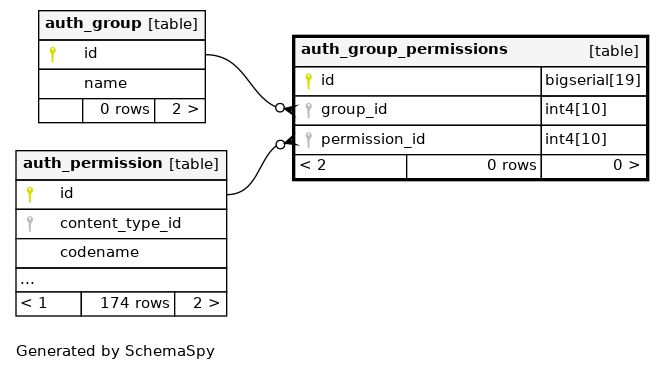 auth_group [table]
id
name
0 rows 2 >
auth_group_permissions [table]
id bigserial[19]
group_id int4[10]
permission_id int4[10]
< 2 0 rows 0 >
auth_permission [table]
id
content_type_id
codename
...
< 1 174 rows 2 >
Generated by SchemaSpy